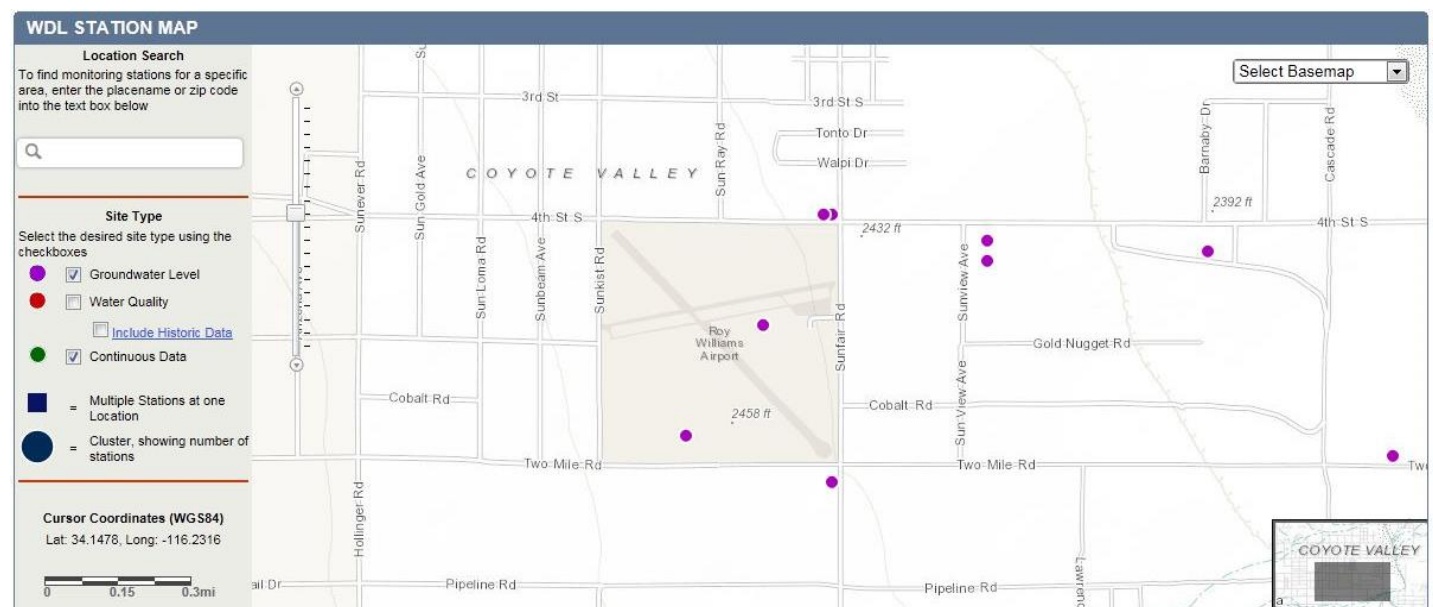 WDL STATION MAP
Location Search
To find monitoring stations for a specific
area, enter the placename or zip code
into the text box below
Site Type
Select the desired site type using the
checkboxes
Groundwater Level
Water Quality
Include Historic Data
Continuous Data
= Multiple Stations at one
Location
= Cluster, showing number of
stations
Cursor Coordinates (WGS84)
Lat: 34.1478, Long: -116.2316
0 0.15 0.3mi
Select Basemap
3rd St
3rd St S
Tonto Dr
Walpi Dr
COYOTE VALLEY
Sunever Rd
Sun Gold Ave
Sun Ray Rd
Barnaby Dr
Cascade Rd
2392 ft
4th St S
4th St S
2432 ft
Sun Loma Rd
Sunbeam Ave
Sunkist Rd
Sunview Ave
Sunfair Rd
Roy
Williams
Airport
Gold Nugget Rd
Cobalt Rd
Cobalt Rd
2458 ft
Sun View Ave
Two Mile Rd
Two Mile Rd
Hollinger Rd
Pipeline Rd
Pipeline Rd
COYOTE VALLEY